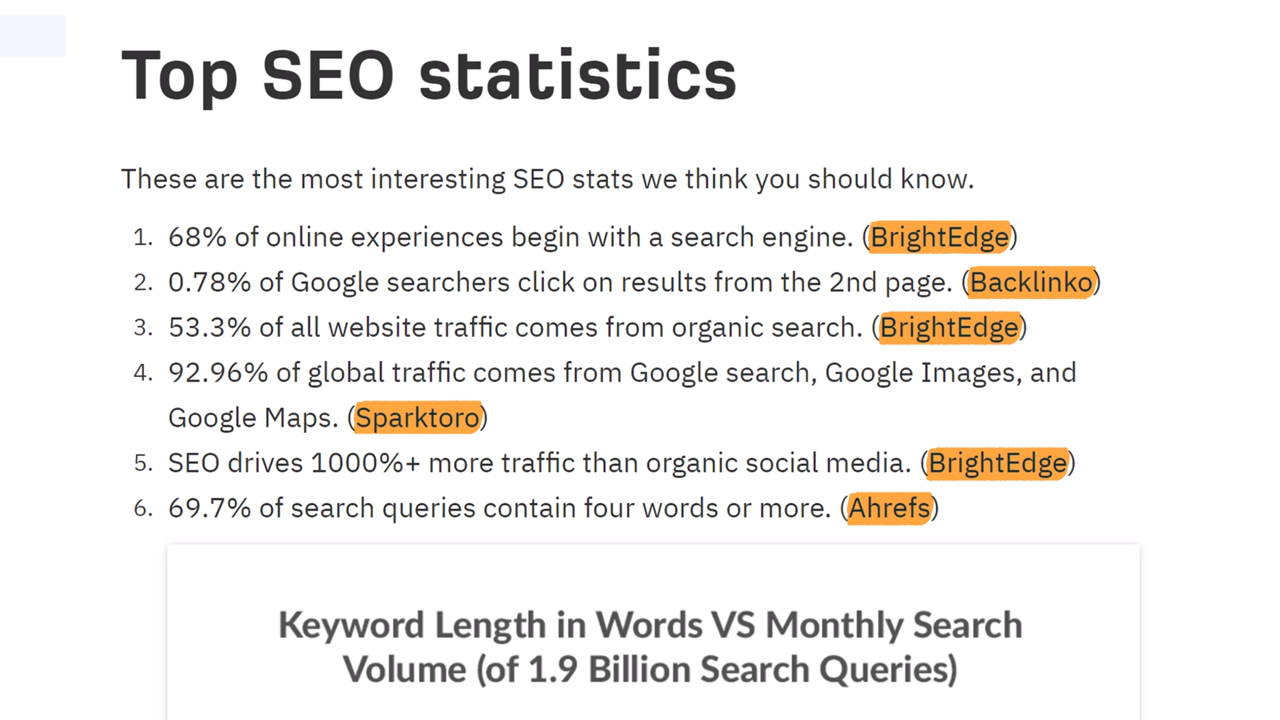 Top SEO statistics
These are the most interesting SEO stats we think you should know.
1. 68% of online experiences begin with a search engine. (BrightEdge)
2. 0.78% of Google searchers click on results from the 2nd page. (Backlinko)
3. 53.3% of all website traffic comes from organic search. (BrightEdge)
4. 92.96% of global traffic comes from Google search, Google Images, and
Google Maps. (Sparktoro)
5. SEO drives 1000%+ more traffic than organic social media. (BrightEdge)
6. 69.7% of search queries contain four words or more. (Ahrefs)
Keyword Length in Words VS Monthly Search
Volume (of 1.9 Billion Search Queries)